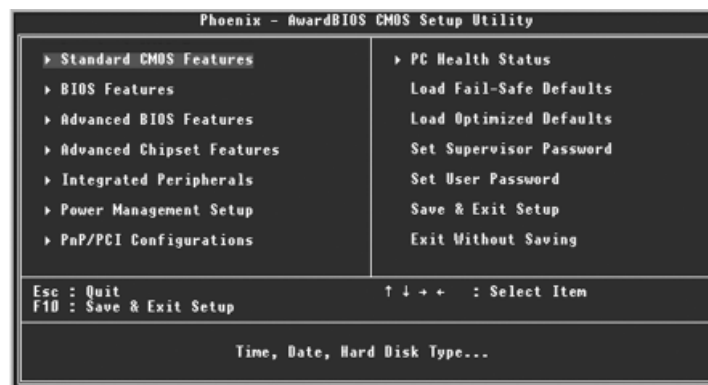 Phoenix - AwardBIOS CMOS Setup Utility
▸ Standard CMOS Features
▸ BIOS Features
▸ Advanced BIOS Features
▸ Advanced Chipset Features
▸ Integrated Peripherals
▸ Power Management Setup
▸ PnP/PCI Configurations
▸ PC Health Status
Load Fail-Safe Defaults
Load Optimized Defaults
Set Supervisor Password
Set User Password
Save & Exit Setup
Exit Without Saving
Esc : Quit
F10 : Save & Exit Setup
↑ ↓ → ← : Select Item
Time, Date, Hard Disk Type...